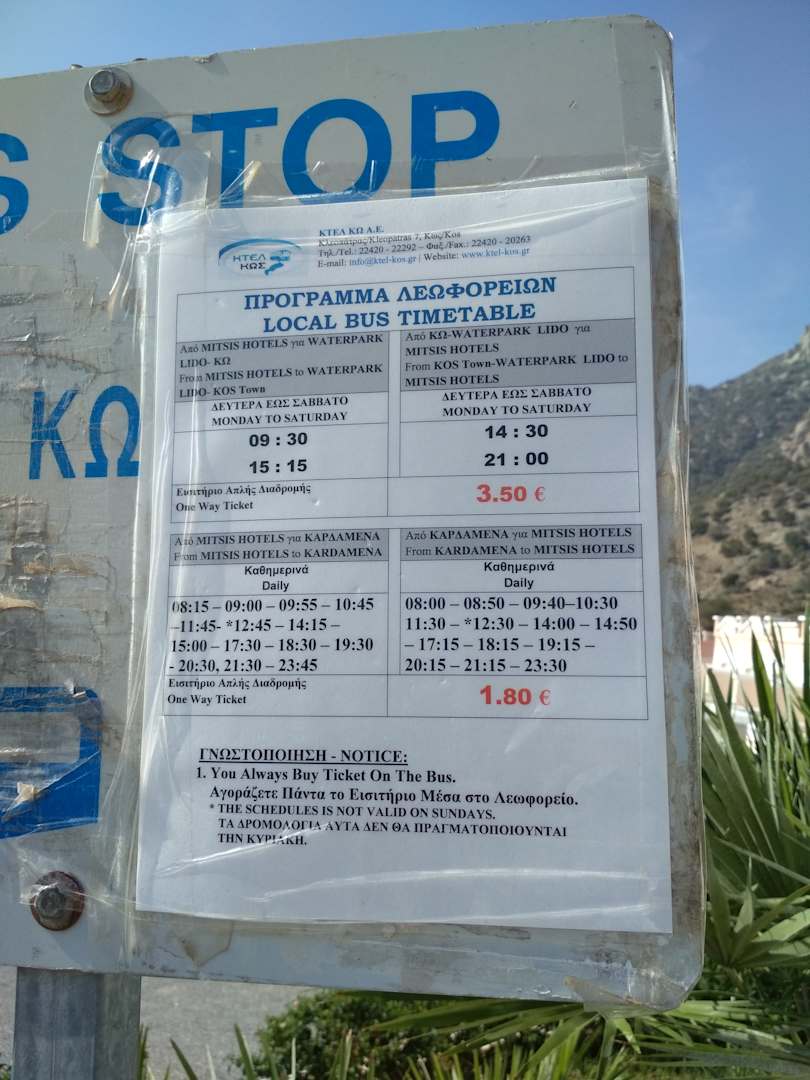 S STOP
ΚΩ
ΚΤΕΛ
ΚΩΣ
ΚΤΕΛ ΚΩ Α.Ε.
Κλεοπάτρας/Kleopatras 7, Κως/Kos
Τηλ./Tel.: 22420 - 22292 – Φαξ./Fax.: 22420 - 20263
E-mail: info@ktel-kos.gr | Website: www.ktel-kos.gr
ΠΡΟΓΡΑΜΜΑ ΛΕΩΦΟΡΕΙΩΝ
LOCAL BUS TIMETABLE
Από MITSIS HOTELS για WATERPARK
LIDO- ΚΩ
From MITSIS HOTELS to WATERPARK
LIDO- KOS Town
ΔΕΥΤΕΡΑ ΕΩΣ ΣΑΒΒΑΤΟ
MONDAY TO SATURDAY
09 : 30
15 : 15
Από ΚΩ-WATERPARK LIDO για
MITSIS HOTELS
From KOS Town-WATERPARK LIDO to
MITSIS HOTELS
ΔΕΥΤΕΡΑ ΕΩΣ ΣΑΒΒΑΤΟ
MONDAY TO SATURDAY
14 : 30
21 : 00
Εισιτήριο Απλής Διαδρομής
One Way Ticket
3.50 €
Από MITSIS HOTELS για ΚΑΡΔΑΜΕΝΑ
From MITSIS HOTELS to KARDAMENA
Καθημερινά
Daily
08:15 – 09:00 – 09:55 – 10:45
–11:45- *12:45 – 14:15 –
15:00 – 17:30 – 18:30 – 19:30
- 20:30, 21:30 – 23:45
Από ΚΑΡΔΑΜΕΝΑ για MITSIS HOTELS
From KARDAMENA to MITSIS HOTELS
Καθημερινά
Daily
08:00 – 08:50 – 09:40–10:30
11:30 – *12:30 – 14:00 – 14:50
– 17:15 – 18:15 – 19:15 –
20:15 – 21:15 – 23:30
Εισιτήριο Απλής Διαδρομής
One Way Ticket
1.80 €
ΓΝΩΣΤΟΠΟΙΗΣΗ - NOTICE:
1. You Always Buy Ticket On The Bus.
Αγοράζετε Πάντα το Εισιτήριο Μέσα στο Λεωφορείο.
* THE SCHEDULES IS NOT VALID ON SUNDAYS.
ΤΑ ΔΡΟΜΟΛΟΓΙΑ ΑΥΤΑ ΔΕΝ ΘΑ ΠΡΑΓΜΑΤΟΠΟΙΟΥΝΤΑΙ
ΤΗΝ ΚΥΡΙΑΚΗ.